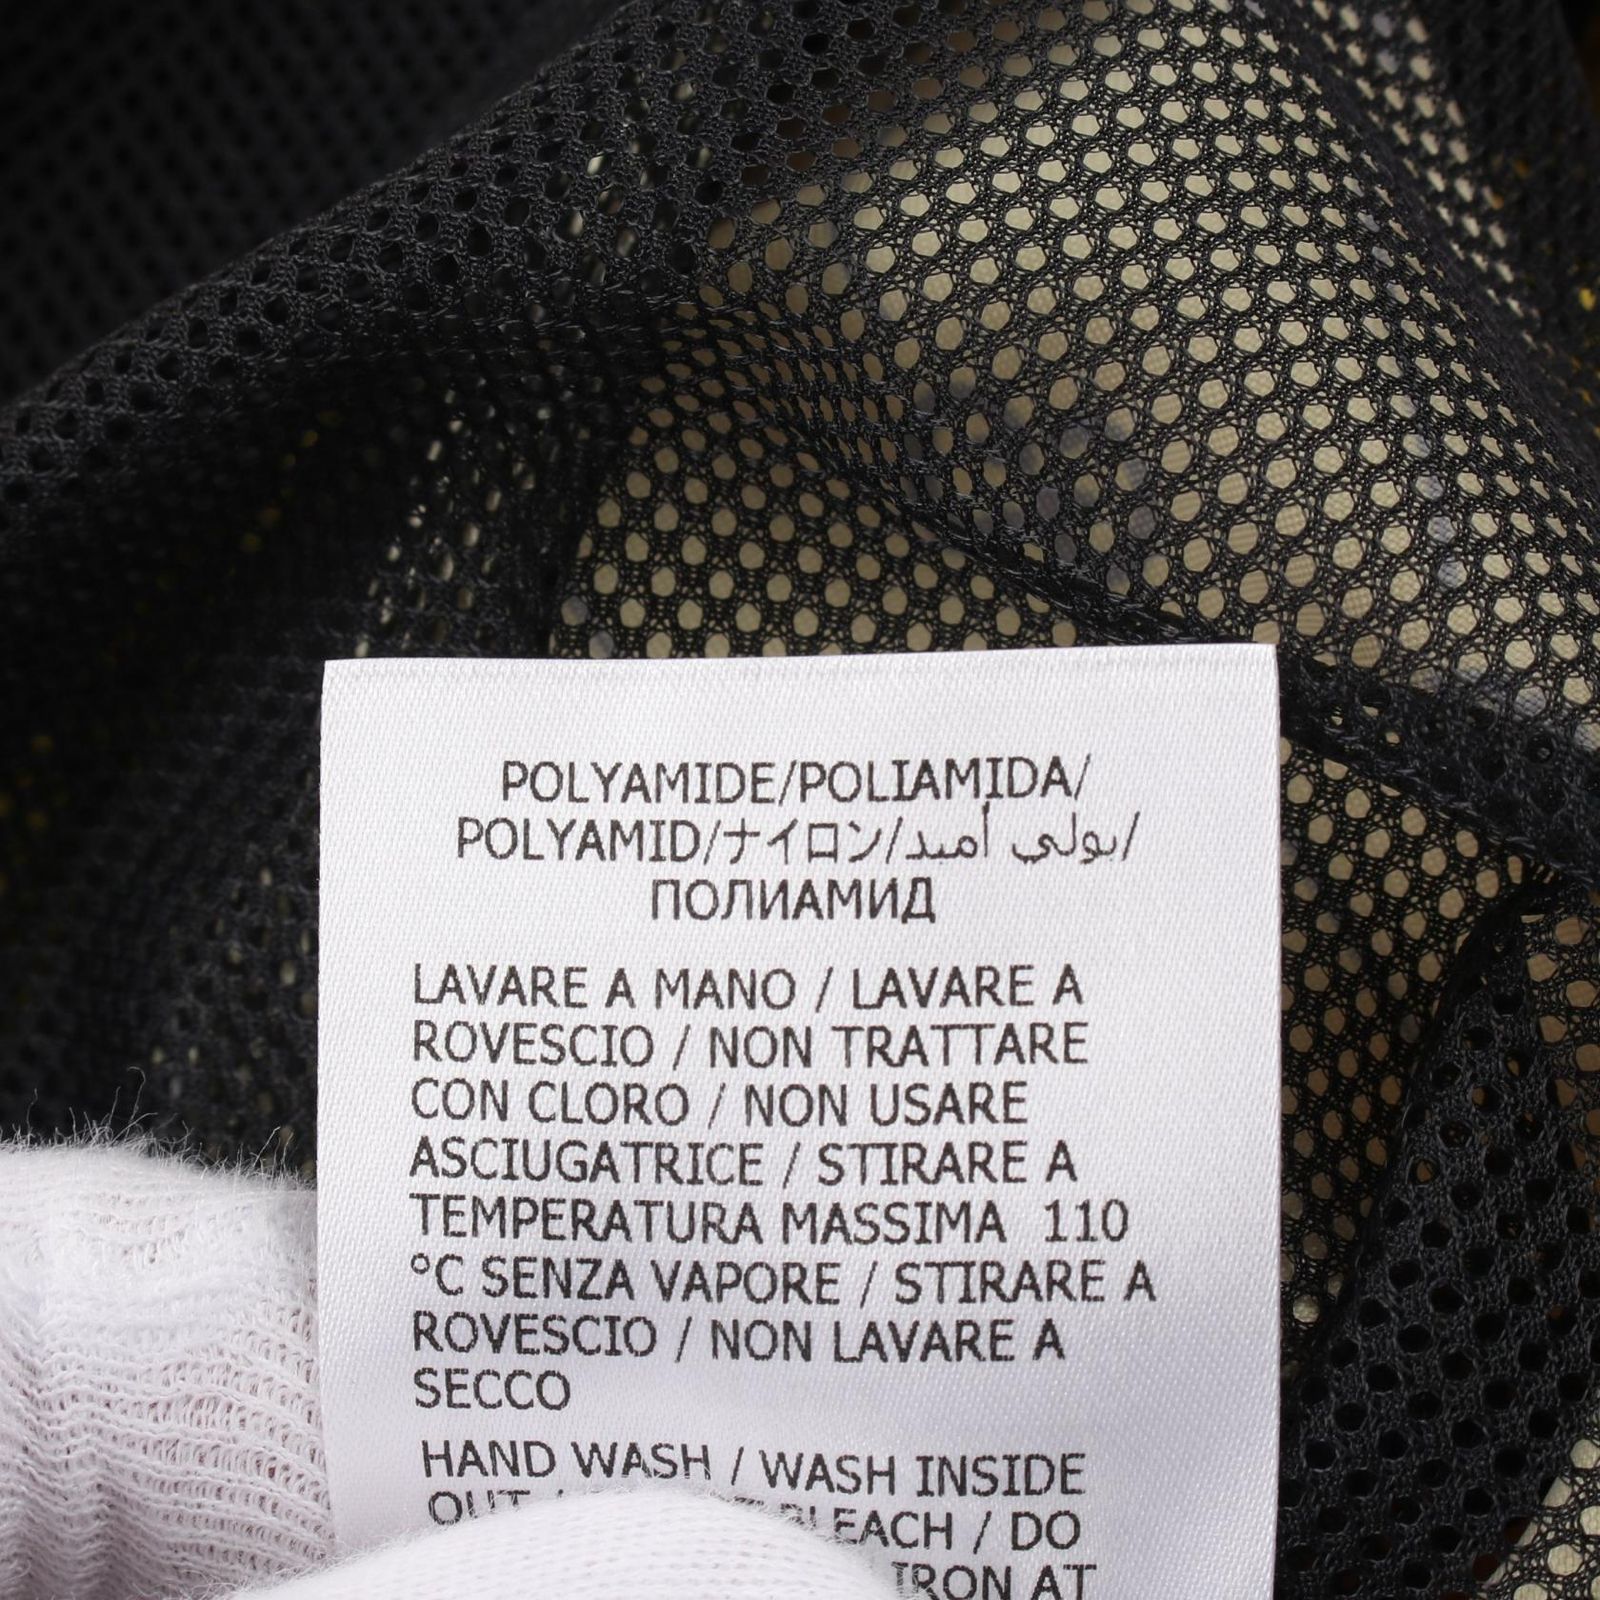 POLYAMIDE/POLIAMIDA/
POLYAMID/ナイロン/بولي أميد/
ПОЛИАМИД
LAVARE A MANO / LAVARE A
ROVESCIO / NON TRATTARE
CON CLORO / NON USARE
ASCIUGATRICE / STIRARE A
TEMPERATURA MASSIMA 110
°C SENZA VAPORE / STIRARE A
ROVESCIO / NON LAVARE A
SECCO
HAND WASH / WASH INSIDE
OUT / BLEACH / DO
IRON AT